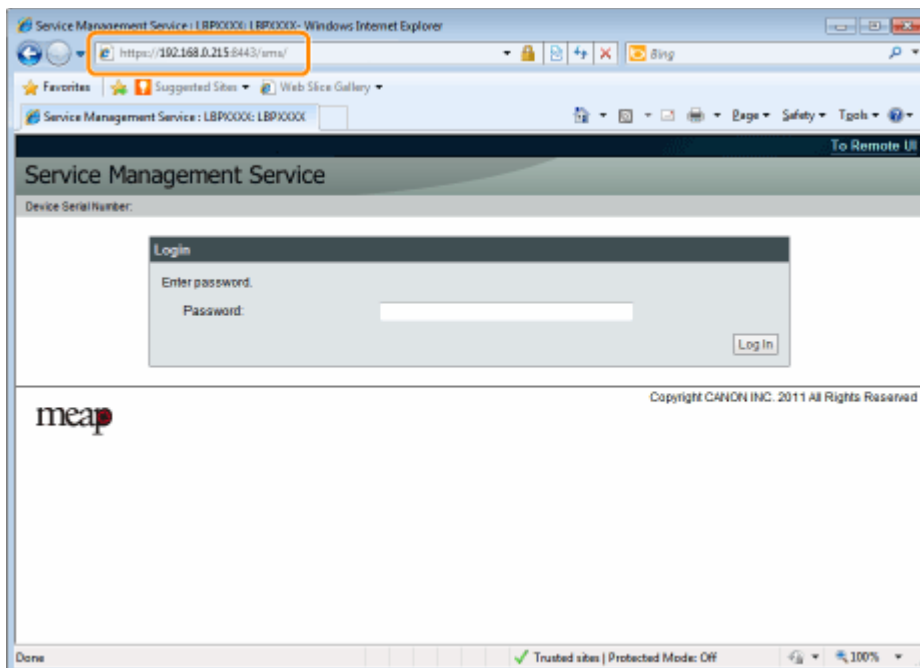 Service Management Service : LBPXXXX: LBPXXXX- Windows Internet Explorer
https://192.168.0.215:8443/sms/
Bing
Favorites Suggested Sites Web Slice Gallery
Service Management Service : LBPXXXX: LBPXXXX Page Safety Tools
To Remote UI
Service Management Service
Device Serial Number:
Login
Enter password.
Password:
Log In
Copyright CANON INC. 2011 All Rights Reserved
meap
Done Trusted sites | Protected Mode: Off 100%